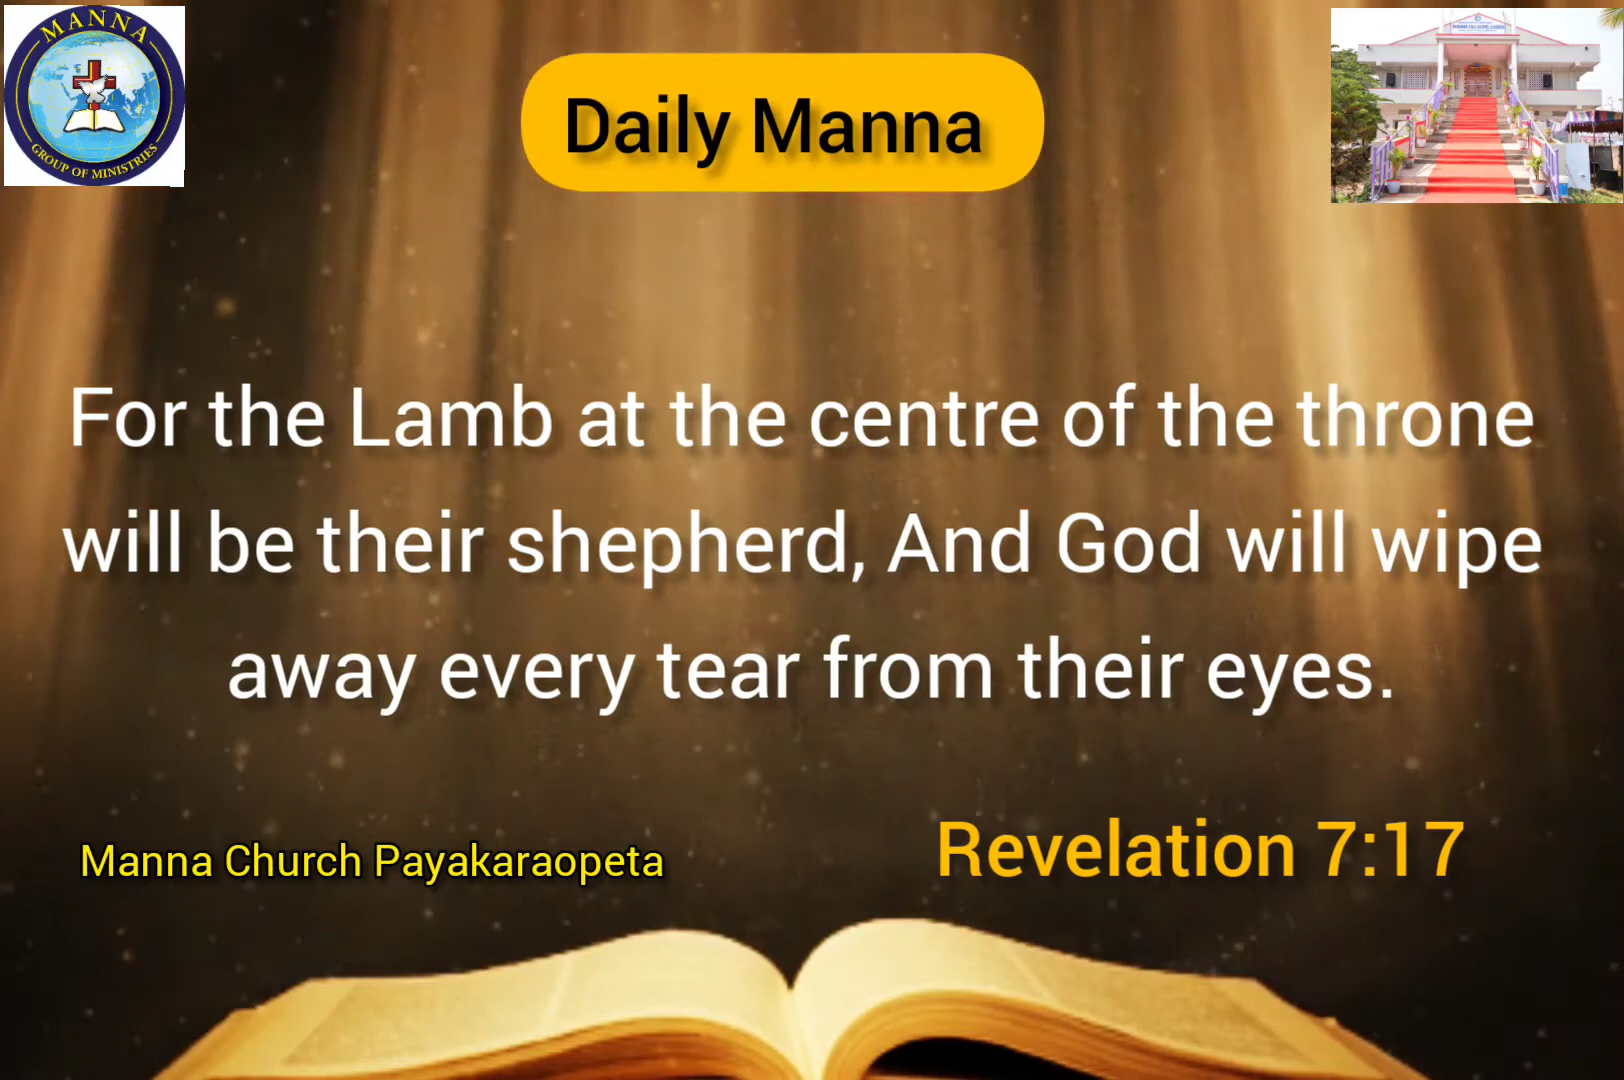 MANNA
GROUP OF MINISTRIES
Daily Manna
For the Lamb at the centre of the throne
will be their shepherd, And God will wipe
away every tear from their eyes.
Manna Church Payakaraopeta
Revelation 7:17